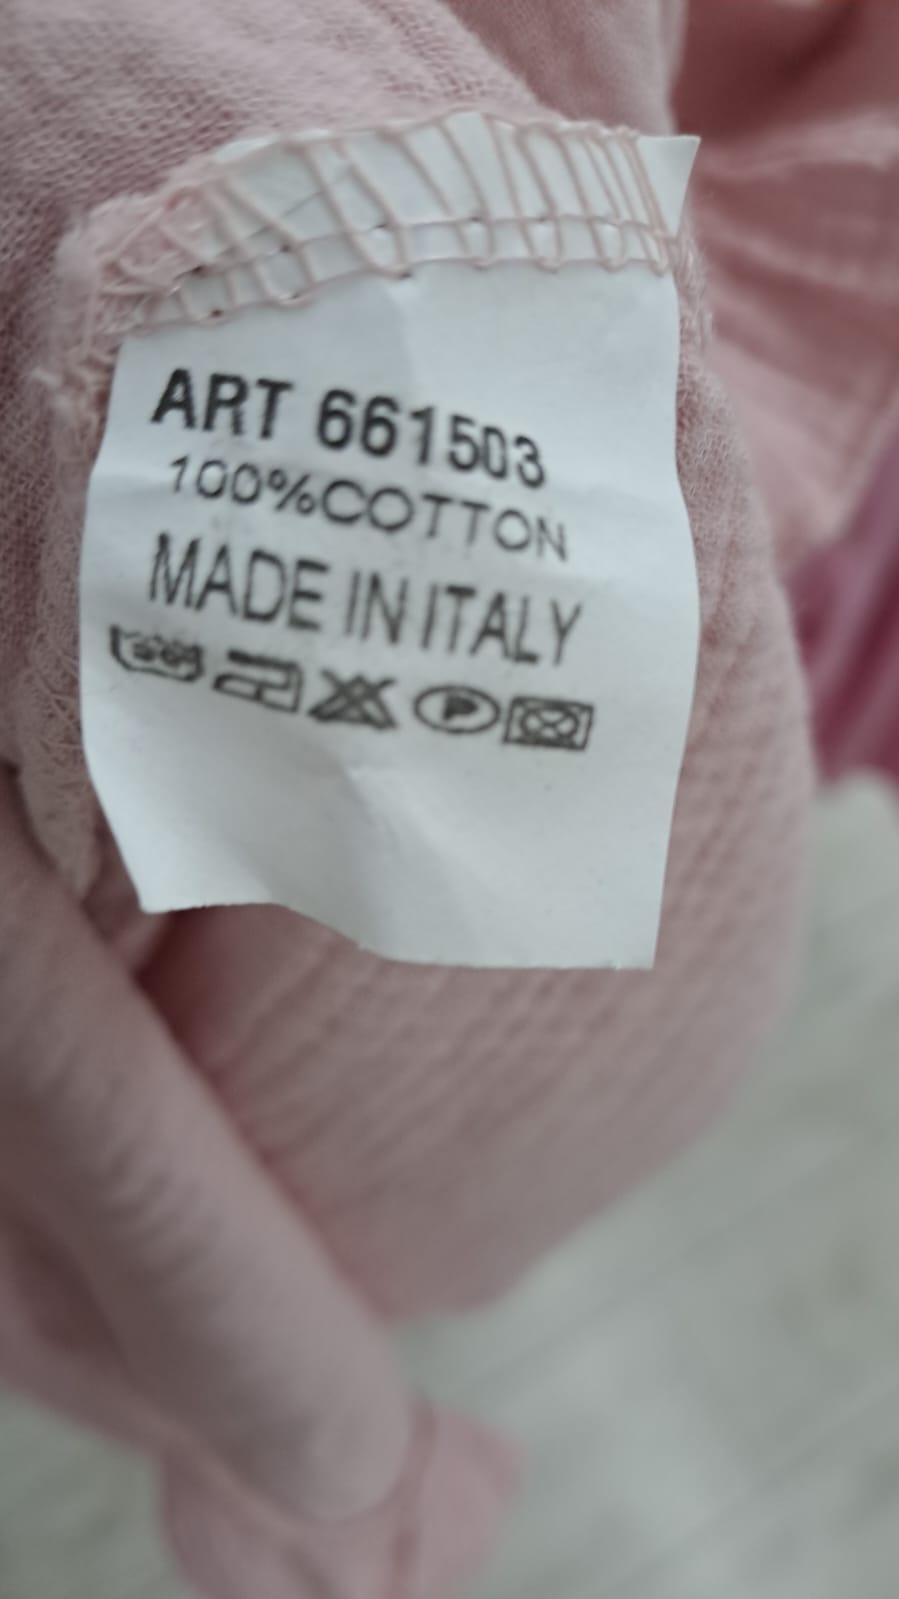 ART 661503
100%COTTON
MADE IN ITALY
P